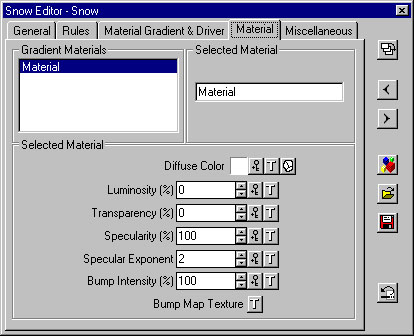 Snow Editor - Snow
General Rules Material Gradient & Driver Material Miscellaneous
Gradient Materials Selected Material
Material
Material
Selected Material
Diffuse Color T
Luminosity (%) 0 T
Transparency (%) 0 T
Specularity (%) 100 T
Specular Exponent 2 T
Bump Intensity (%) 100 T
Bump Map Texture T